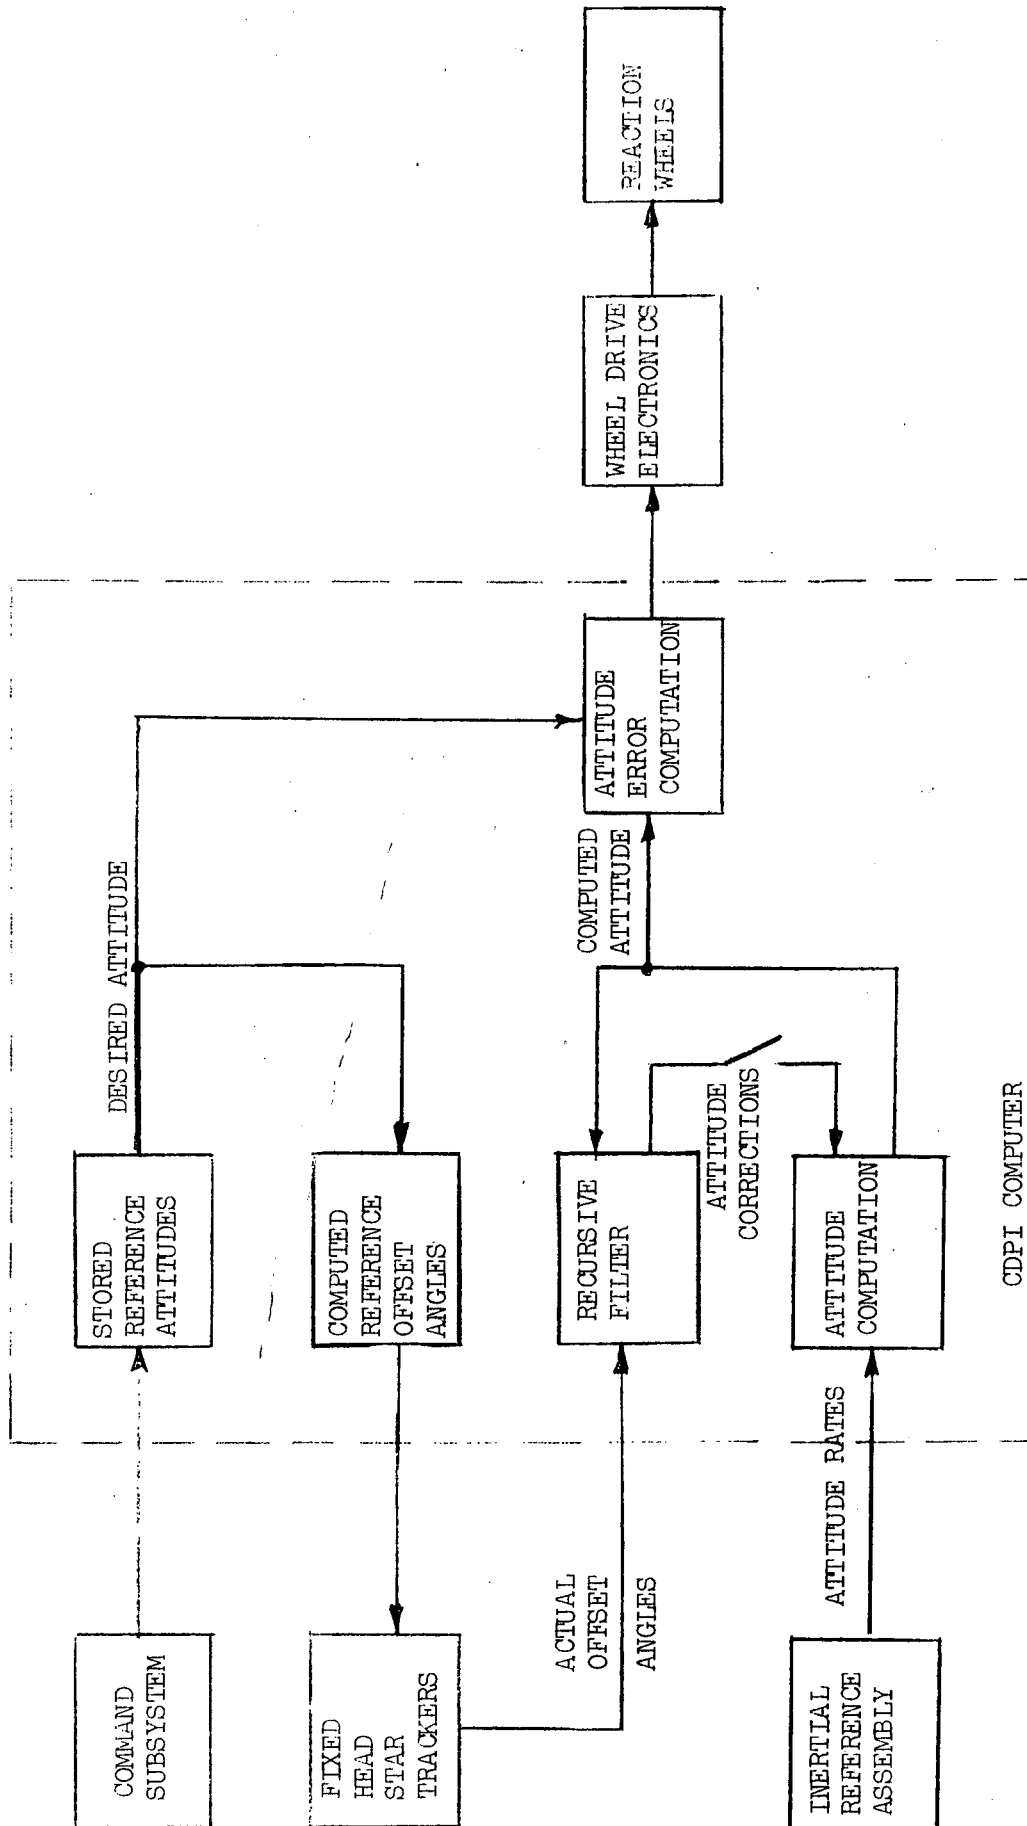 COMMAND
SUBSYSTEM
STORED
REFERENCE
ATTITUDES
DESIRED ATTITUDE
FIXED
HEAD
STAR
TRACKERS
COMPUTED
REFERENCE
OFFSET
ANGLES
ACTUAL
OFFSET
ANGLES
RECURSIVE
FILTER
COMPUTED
ATTITUDE
ATTITUDE
ERROR
COMPUTATION
WHEEL DRIVE
ELECTRONICS
REACTION
WHEELS
ATTITUDE
CORRECTIONS
INERTIAL
REFERENCE
ASSEMBLY
ATTITUDE RATES
ATTITUDE
COMPUTATION
CDPI COMPUTER